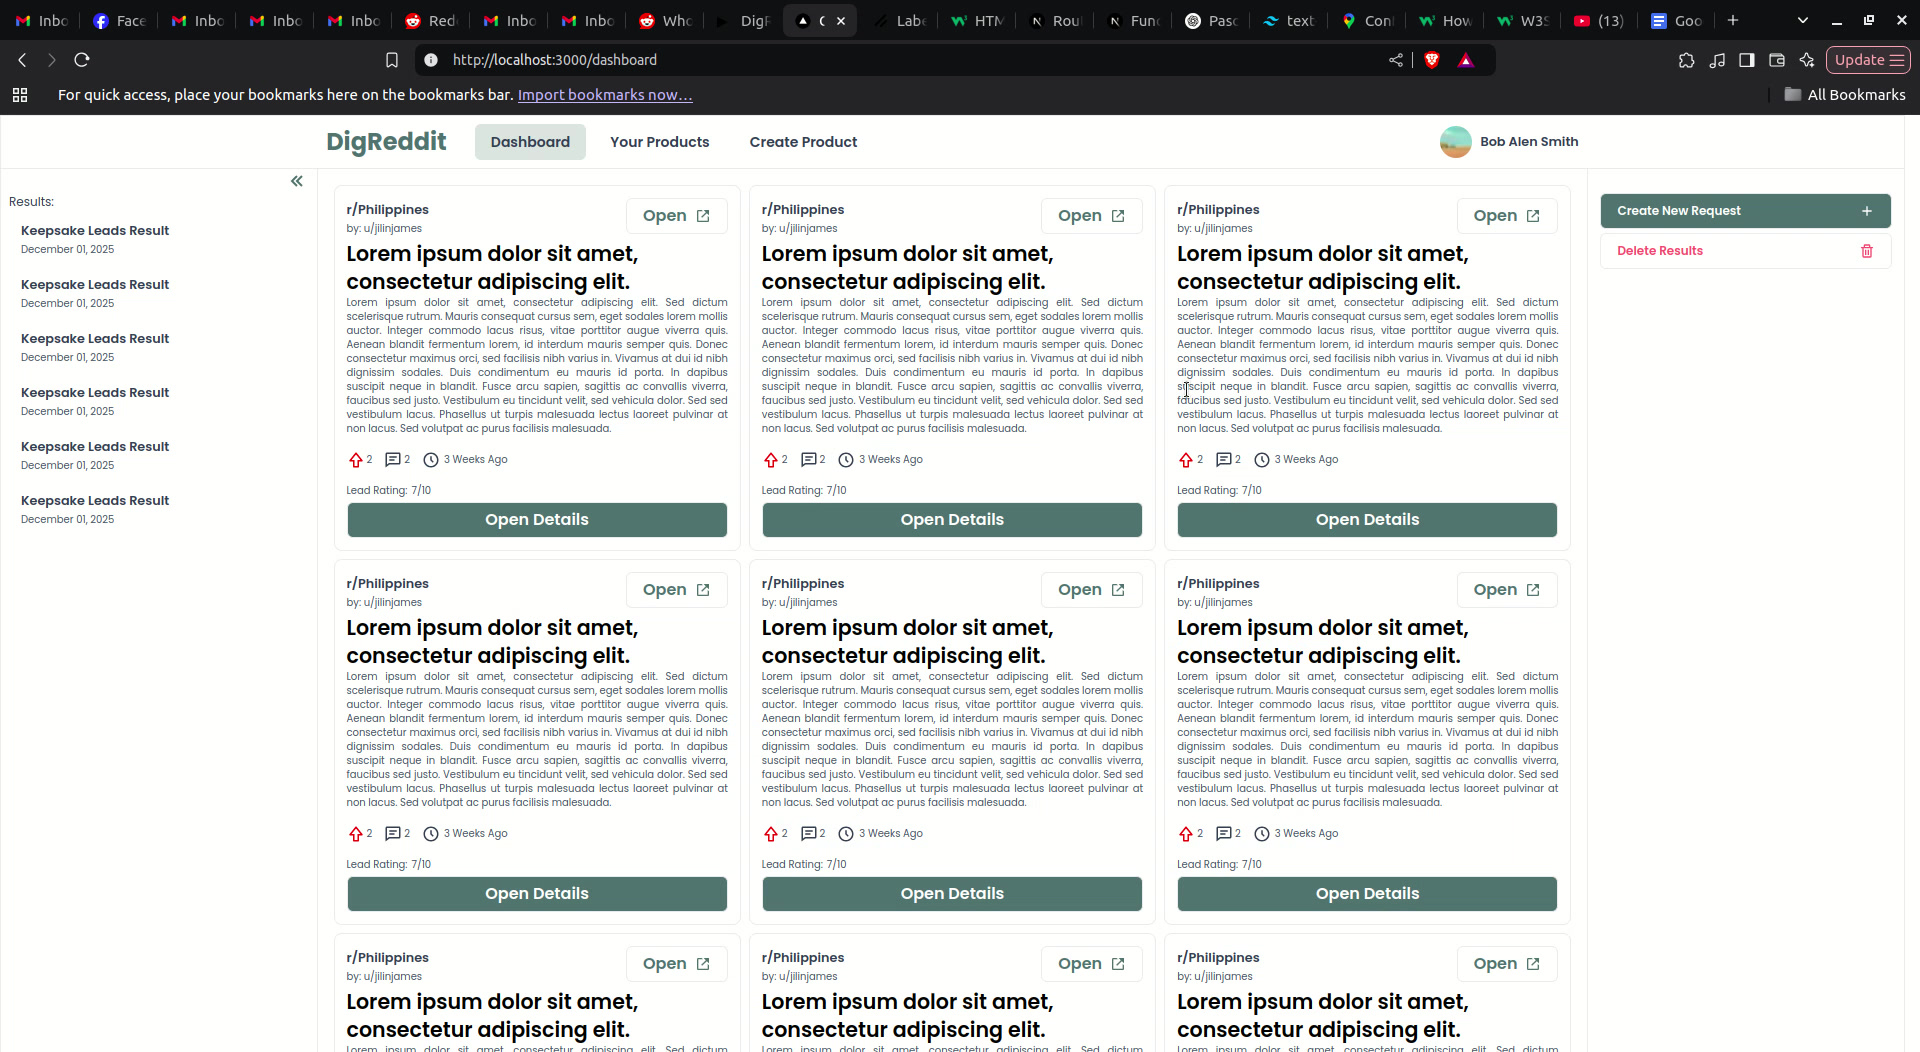 Inbo Face Inbo Inbo Inbo Red Inbo Inbo Who DigR Labe HTM Rou Func Pasc text Con How W3S (13) Goo
http://localhost:3000/dashboard
Update
For quick access, place your bookmarks here on the bookmarks bar. Import bookmarks now...
All Bookmarks
DigReddit
Dashboard
Your Products
Create Product
Bob Alen Smith
Results:
Keepsake Leads Result
December 01, 2025
Keepsake Leads Result
December 01, 2025
Keepsake Leads Result
December 01, 2025
Keepsake Leads Result
December 01, 2025
Keepsake Leads Result
December 01, 2025
Keepsake Leads Result
December 01, 2025
r/Philippines
by: u/jilinjames
Open
Lorem ipsum dolor sit amet,
consectetur adipiscing elit.
Lorem ipsum dolor sit amet, consectetur adipiscing elit. Sed dictum
scelerisque rutrum. Mauris consequat cursus sem, eget sodales lorem mollis
auctor. Integer commodo lacus risus, vitae porttitor augue viverra quis.
Aenean blandit fermentum lorem, id interdum mauris semper quis. Donec
consectetur maximus orci, sed facilisis nibh varius in. Vivamus at dui id nibh
dignissim sodales. Duis condimentum eu mauris id porta. In dapibus
suscipit neque in blandit. Fusce arcu sapien, sagittis ac convallis viverra,
faucibus sed justo. Vestibulum eu tincidunt velit, sed vehicula dolor. Sed sed
vestibulum lacus. Phasellus ut turpis malesuada lectus laoreet pulvinar at
non lacus. Sed volutpat ac purus facilisis malesuada.
2 2 3 Weeks Ago
Lead Rating: 7/10
Open Details
r/Philippines
by: u/jilinjames
Open
Lorem ipsum dolor sit amet,
consectetur adipiscing elit.
Lorem ipsum dolor sit amet, consectetur adipiscing elit. Sed dictum
scelerisque rutrum. Mauris consequat cursus sem, eget sodales lorem mollis
auctor. Integer commodo lacus risus, vitae porttitor augue viverra quis.
Aenean blandit fermentum lorem, id interdum mauris semper quis. Donec
consectetur maximus orci, sed facilisis nibh varius in. Vivamus at dui id nibh
dignissim sodales. Duis condimentum eu mauris id porta. In dapibus
suscipit neque in blandit. Fusce arcu sapien, sagittis ac convallis viverra,
faucibus sed justo. Vestibulum eu tincidunt velit, sed vehicula dolor. Sed sed
vestibulum lacus. Phasellus ut turpis malesuada lectus laoreet pulvinar at
non lacus. Sed volutpat ac purus facilisis malesuada.
2 2 3 Weeks Ago
Lead Rating: 7/10
Open Details
r/Philippines
by: u/jilinjames
Open
Lorem ipsum dolor sit amet,
consectetur adipiscing elit.
Lorem ipsum dolor sit amet, consectetur adipiscing elit. Sed dictum
scelerisque rutrum. Mauris consequat cursus sem, eget sodales lorem mollis
auctor. Integer commodo lacus risus, vitae porttitor augue viverra quis.
Aenean blandit fermentum lorem, id interdum mauris semper quis. Donec
consectetur maximus orci, sed facilisis nibh varius in. Vivamus at dui id nibh
dignissim sodales. Duis condimentum eu mauris id porta. In dapibus
suscipit neque in blandit. Fusce arcu sapien, sagittis ac convallis viverra,
faucibus sed justo. Vestibulum eu tincidunt velit, sed vehicula dolor. Sed sed
vestibulum lacus. Phasellus ut turpis malesuada lectus laoreet pulvinar at
non lacus. Sed volutpat ac purus facilisis malesuada.
2 2 3 Weeks Ago
Lead Rating: 7/10
Open Details
Create New Request
Delete Results
r/Philippines
by: u/jilinjames
Open
Lorem ipsum dolor sit amet,
consectetur adipiscing elit.
Lorem ipsum dolor sit amet, consectetur adipiscing elit. Sed dictum
scelerisque rutrum. Mauris consequat cursus sem, eget sodales lorem mollis
auctor. Integer commodo lacus risus, vitae porttitor augue viverra quis.
Aenean blandit fermentum lorem, id interdum mauris semper quis. Donec
consectetur maximus orci, sed facilisis nibh varius in. Vivamus at dui id nibh
dignissim sodales. Duis condimentum eu mauris id porta. In dapibus
suscipit neque in blandit. Fusce arcu sapien, sagittis ac convallis viverra,
faucibus sed justo. Vestibulum eu tincidunt velit, sed vehicula dolor. Sed sed
vestibulum lacus. Phasellus ut turpis malesuada lectus laoreet pulvinar at
non lacus. Sed volutpat ac purus facilisis malesuada.
2 2 3 Weeks Ago
Lead Rating: 7/10
Open Details
r/Philippines
by: u/jilinjames
Open
Lorem ipsum dolor sit amet,
consectetur adipiscing elit.
Lorem ipsum dolor sit amet, consectetur adipiscing elit. Sed dictum
scelerisque rutrum. Mauris consequat cursus sem, eget sodales lorem mollis
auctor. Integer commodo lacus risus, vitae porttitor augue viverra quis.
Aenean blandit fermentum lorem, id interdum mauris semper quis. Donec
consectetur maximus orci, sed facilisis nibh varius in. Vivamus at dui id nibh
dignissim sodales. Duis condimentum eu mauris id porta. In dapibus
suscipit neque in blandit. Fusce arcu sapien, sagittis ac convallis viverra,
faucibus sed justo. Vestibulum eu tincidunt velit, sed vehicula dolor. Sed sed
vestibulum lacus. Phasellus ut turpis malesuada lectus laoreet pulvinar at
non lacus. Sed volutpat ac purus facilisis malesuada.
2 2 3 Weeks Ago
Lead Rating: 7/10
Open Details
r/Philippines
by: u/jilinjames
Open
Lorem ipsum dolor sit amet,
consectetur adipiscing elit.
Lorem ipsum dolor sit amet, consectetur adipiscing elit. Sed dictum
scelerisque rutrum. Mauris consequat cursus sem, eget sodales lorem mollis
auctor. Integer commodo lacus risus, vitae porttitor augue viverra quis.
Aenean blandit fermentum lorem, id interdum mauris semper quis. Donec
consectetur maximus orci, sed facilisis nibh varius in. Vivamus at dui id nibh
dignissim sodales. Duis condimentum eu mauris id porta. In dapibus
suscipit neque in blandit. Fusce arcu sapien, sagittis ac convallis viverra,
faucibus sed justo. Vestibulum eu tincidunt velit, sed vehicula dolor. Sed sed
vestibulum lacus. Phasellus ut turpis malesuada lectus laoreet pulvinar at
non lacus. Sed volutpat ac purus facilisis malesuada.
2 2 3 Weeks Ago
Lead Rating: 7/10
Open Details
r/Philippines
by: u/jilinjames
Open
Lorem ipsum dolor sit amet,
consectetur adipiscing elit.
Lorem ipsum dolor sit amet, consectetur adipiscing elit. Sed dictum
r/Philippines
by: u/jilinjames
Open
Lorem ipsum dolor sit amet,
consectetur adipiscing elit.
Lorem ipsum dolor sit amet, consectetur adipiscing elit. Sed dictum
r/Philippines
by: u/jilinjames
Open
Lorem ipsum dolor sit amet,
consectetur adipiscing elit.
Lorem ipsum dolor sit amet, consectetur adipiscing elit. Sed dictum